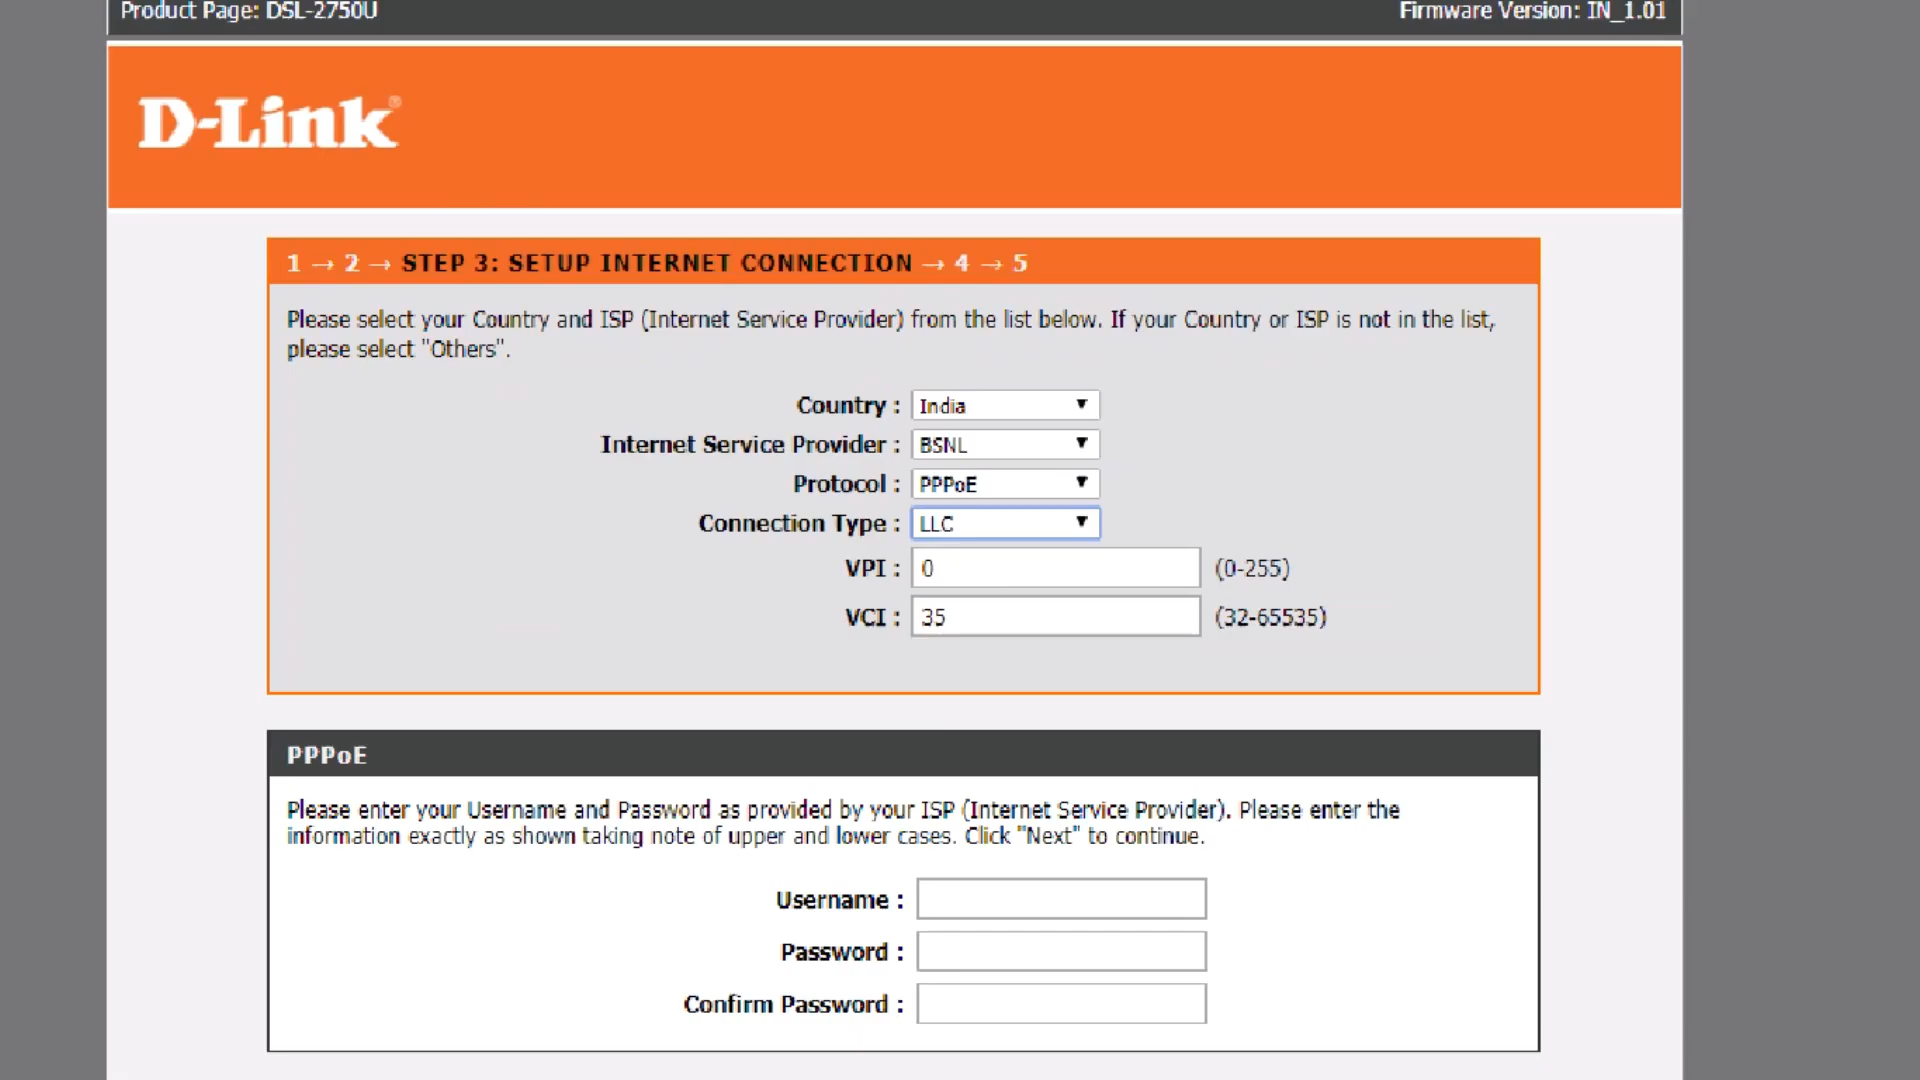 Product Page: DSL-2750U
Firmware Version: IN_1.01
D-Link®
1 → 2 → STEP 3: SETUP INTERNET CONNECTION → 4 → 5
Please select your Country and ISP (Internet Service Provider) from the list below. If your Country or ISP is not in the list,
please select "Others".
Country : India
Internet Service Provider : BSNL
Protocol : PPPoE
Connection Type : LLC
VPI : 0 (0-255)
VCI : 35 (32-65535)
PPPoE
Please enter your Username and Password as provided by your ISP (Internet Service Provider). Please enter the
information exactly as shown taking note of upper and lower cases. Click "Next" to continue.
Username :
Password :
Confirm Password :